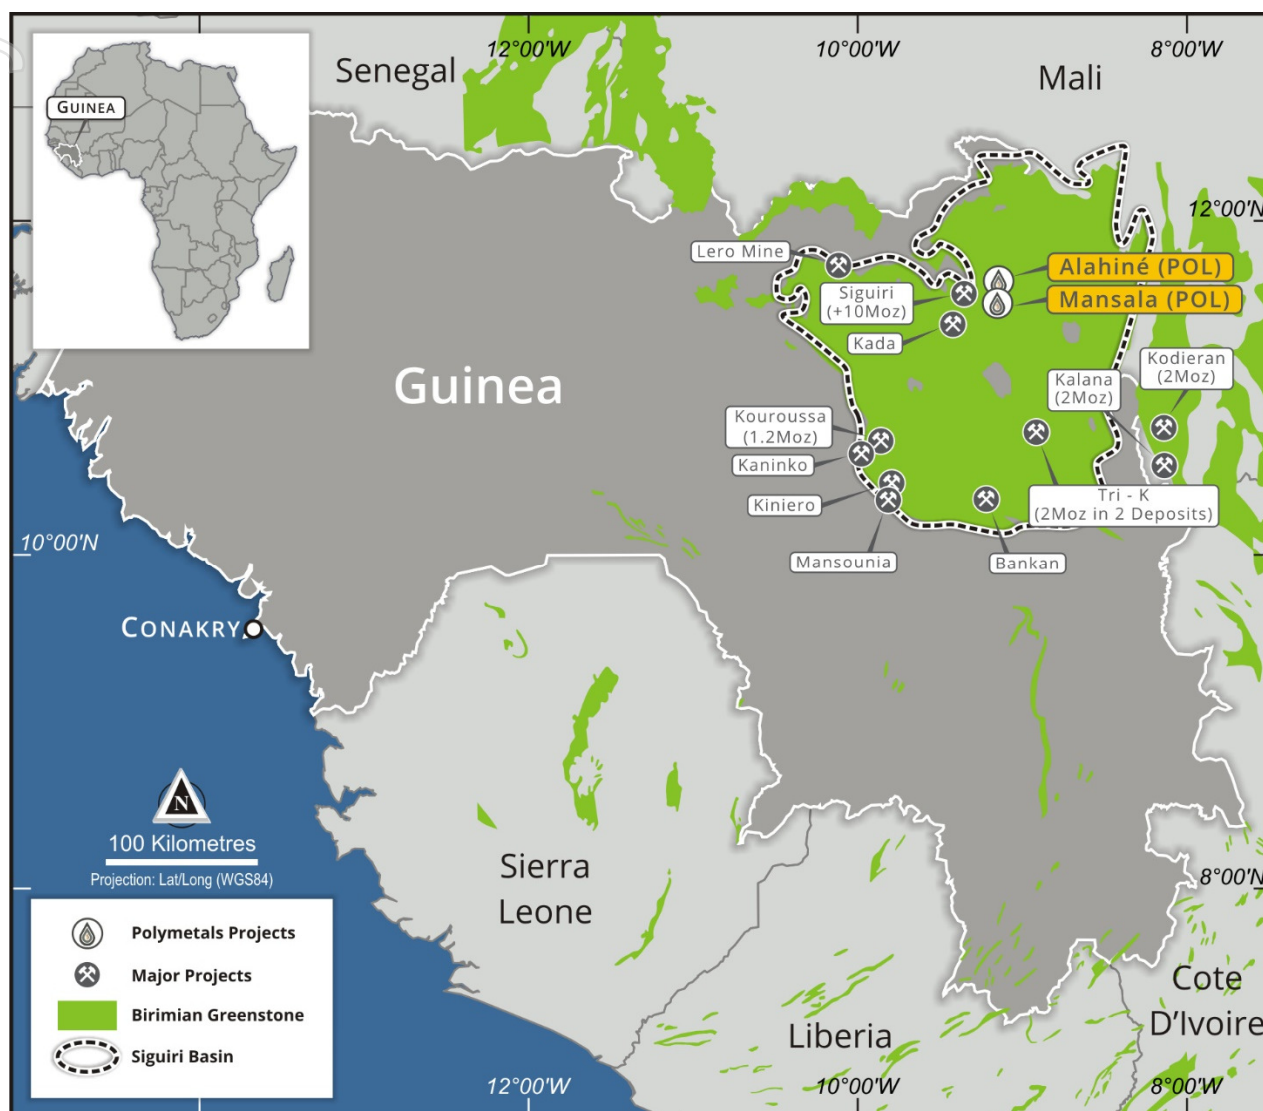 12°00'W
10°00'W
8°00'W
Senegal
Mali
GUINEA
12°00'N
Lero Mine
Alahiné (POL)
Siguiri
(+10Moz)
Mansala (POL)
Kada
Kodieran
(2Moz)
Kalana
(2Moz)
Guinea
Kouroussa
(1.2Moz)
Kaninko
Kiniero
Tri - K
(2Moz in 2 Deposits)
Mansounia
Bankan
10°00'N
CONAKRY
N
100 Kilometres
Projection: Lat/Long (WGS84)
Sierra
Leone
8°00'N
Polymetals Projects
Major Projects
Birimian Greenstone
Siguiri Basin
Cote
D'Ivoire
Liberia
12°00'W
10°00'W
8°00'W